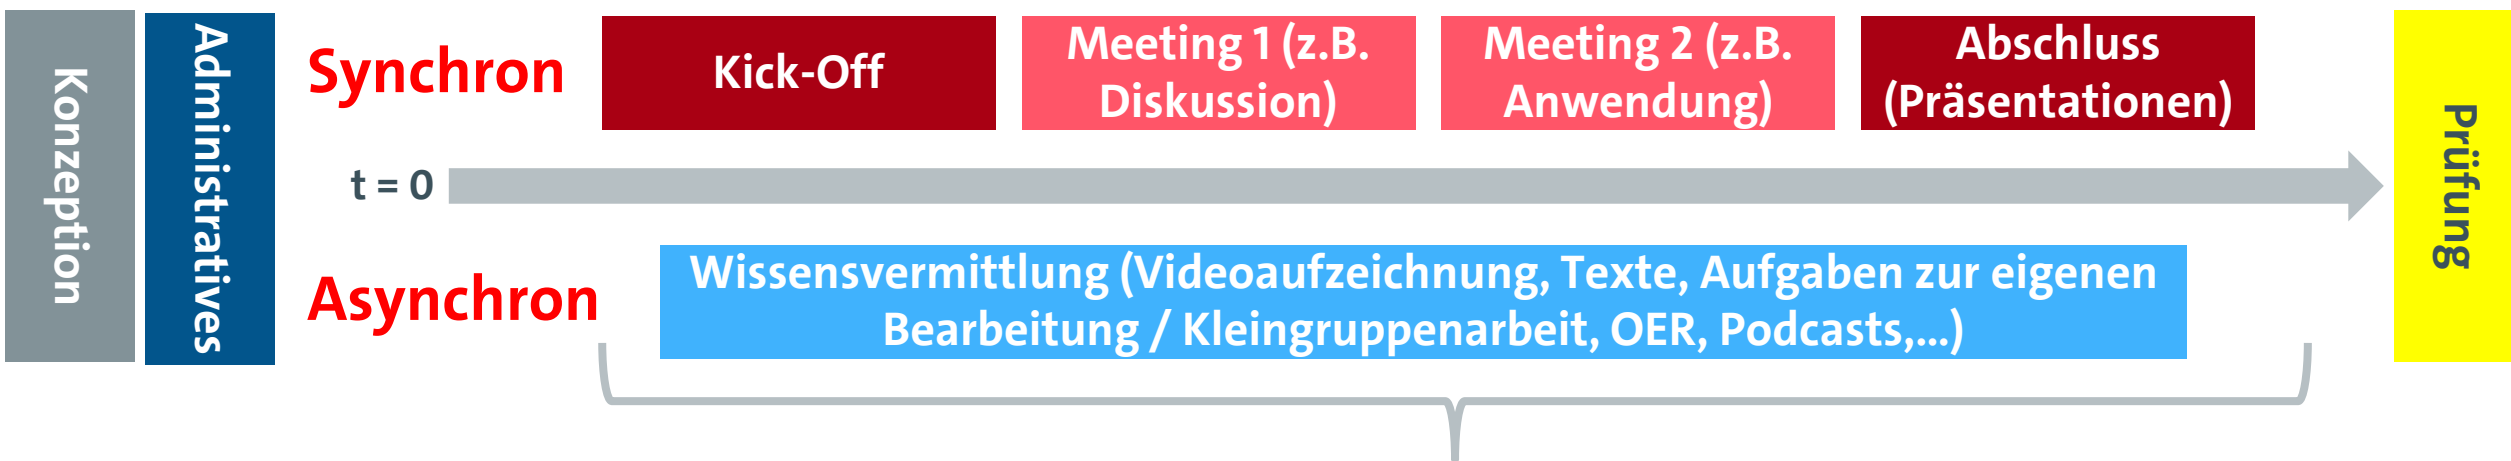 Konzeption
Administratives
Synchron
Kick-Off
Meeting 1 (z.B.
Diskussion)
Meeting 2 (z.B.
Anwendung)
Abschluss
(Präsentationen)
t = 0
Asynchron
Wissensvermittlung (Videoaufzeichnung, Texte, Aufgaben zur eigenen
Bearbeitung / Kleingruppenarbeit, OER, Podcasts,...)
Prüffung